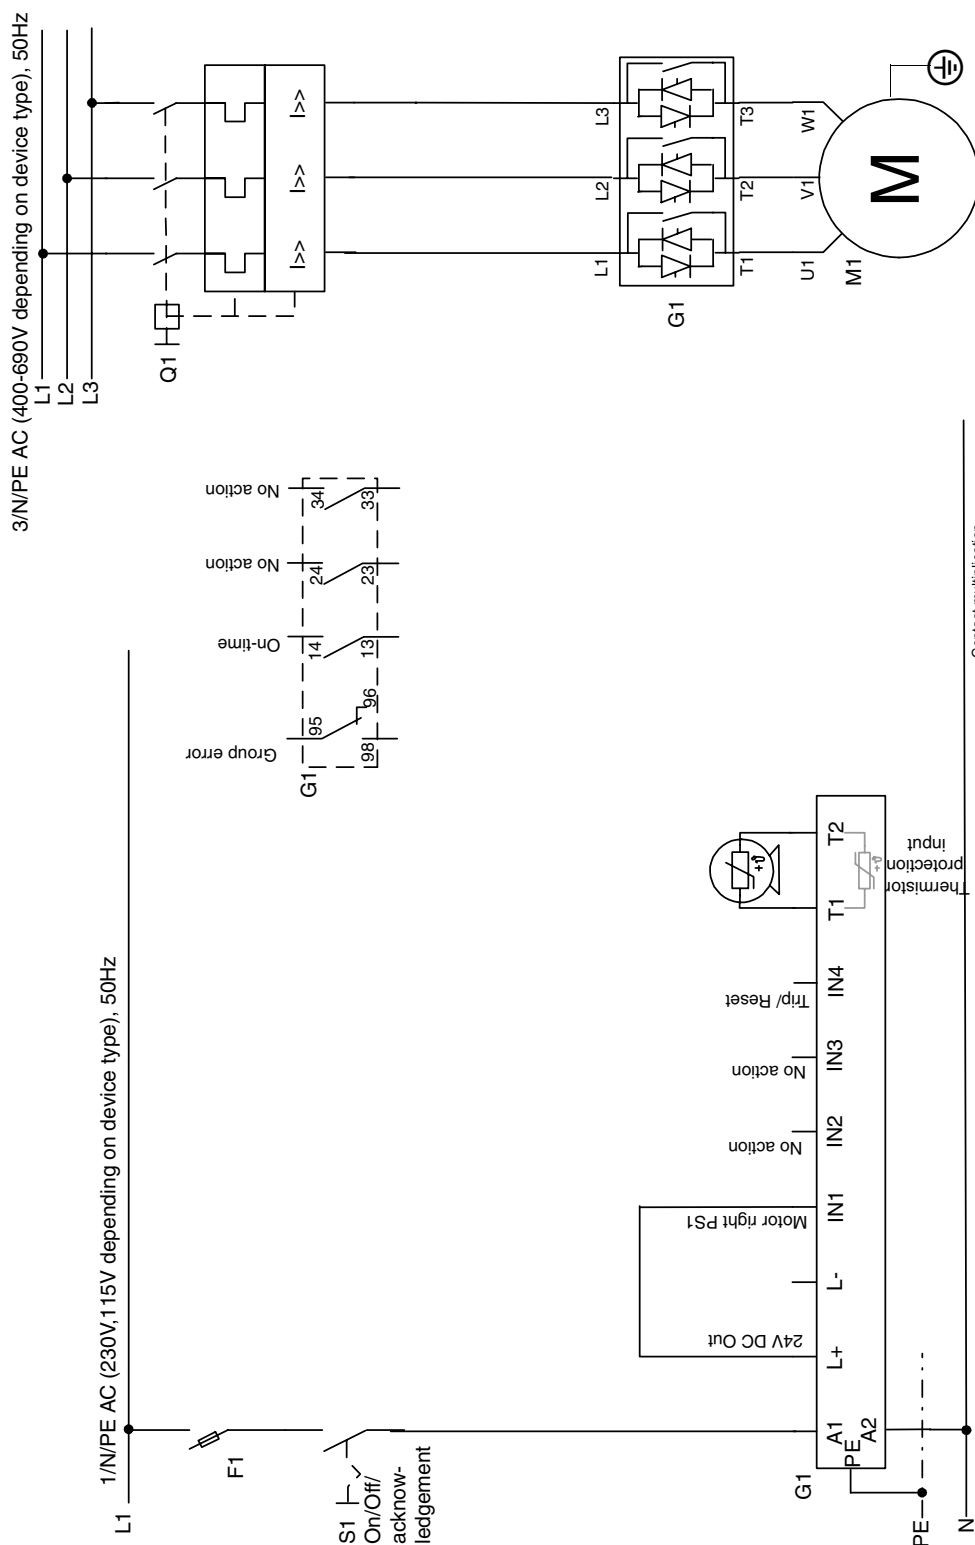 3/N/PE AC (400-690V depending on device type), 50Hz
L1
L2
L3
Q1
I>>
I>>
I>>
L1
L2
L3
G1
T1
T2
T3
U1
V1
W1
M1
M
1/N/PE AC (230V,115V depending on device type), 50Hz
L1
F1
S1
On/Off/
acknow-
ledgement
G1
Group error
On-time
No action
No action
95
96
98
14
13
24
23
34
33
24V DC Out
Motor right PS1
No action
No action
Trip/ Reset
G1
A1
PE
A2
L+
L-
IN1
IN2
IN3
IN4
T1
T2
+ϑ
+ϑ
Thermistor
protection
input
PE
N